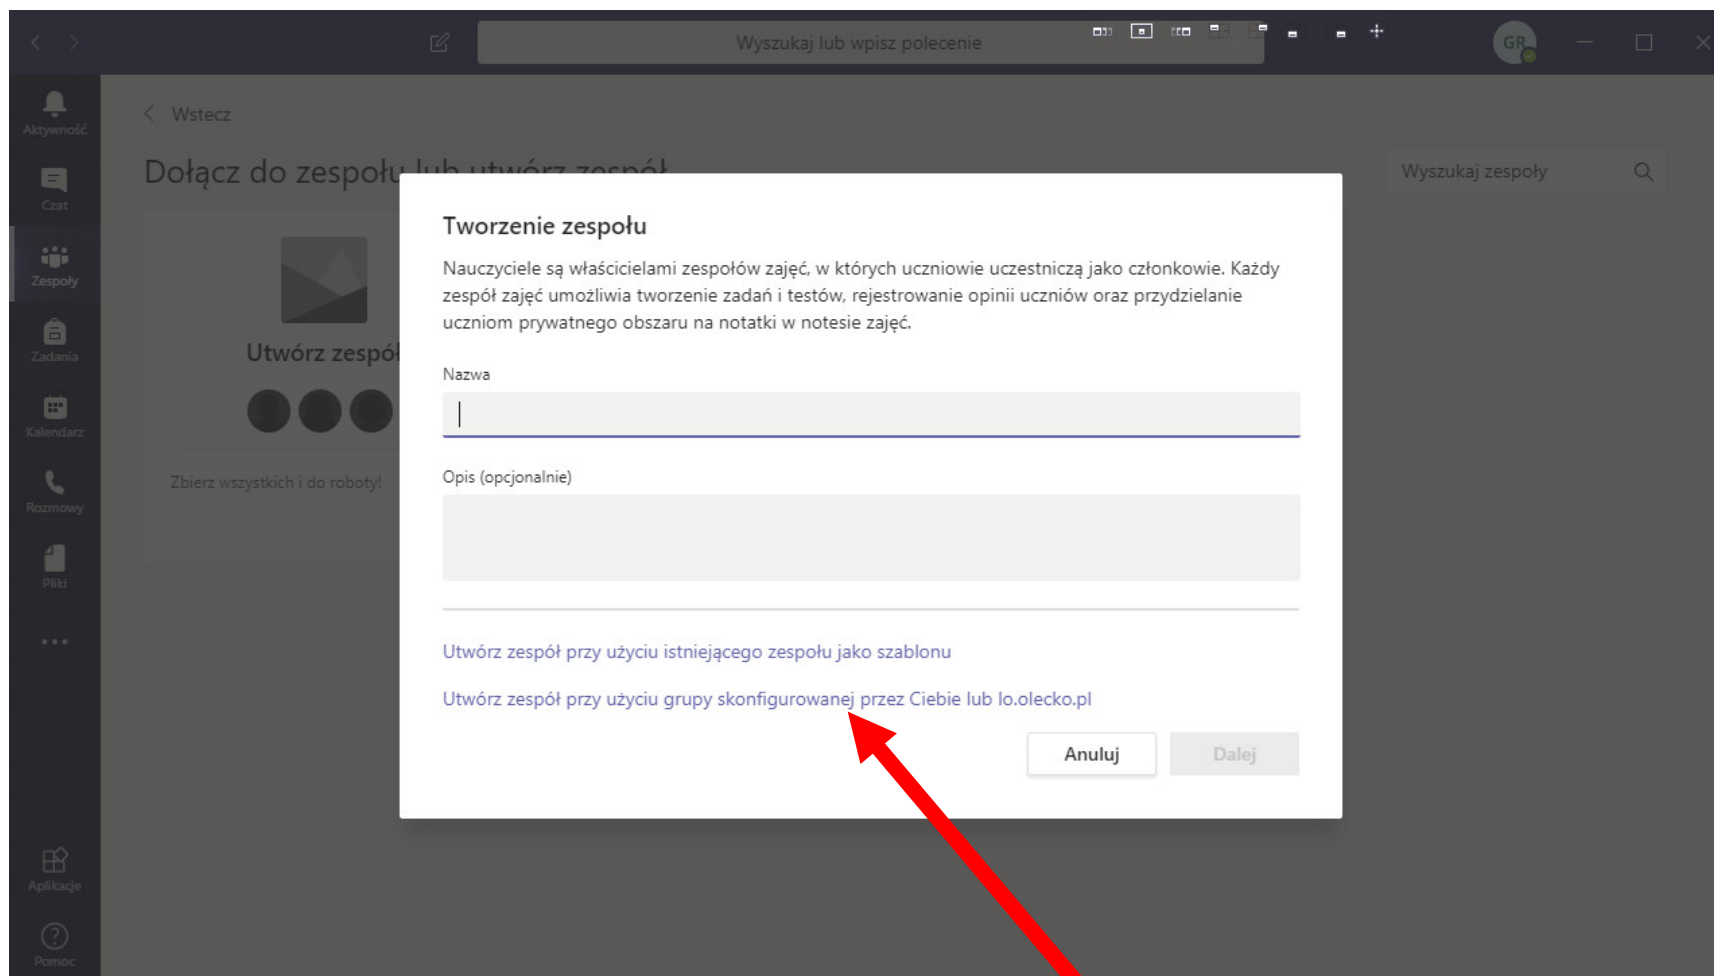 Wyszukaj lub wpisz polecenie
GR
Aktywność
Czat
Zespoły
Zadania
Kalendarz
Rozmowy
Pliki
Aplikacje
Pomoc
Wstecz
Dołącz do zespołu lub utwórz zespół
Wyszukaj zespoły
Utwórz zespół
Zbierz wszystkich i do roboty!
Tworzenie zespołu
Nauczyciele są właścicielami zespołów zajęć, w których uczniowie uczestniczą jako członkowie. Każdy
zespół zajęć umożliwia tworzenie zadań i testów, rejestrowanie opinii uczniów oraz przydzielanie
uczniom prywatnego obszaru na notatki w notesie zajęć.
Nazwa
Opis (opcjonalnie)
Utwórz zespół przy użyciu istniejącego zespołu jako szablonu
Utwórz zespół przy użyciu grupy skonfigurowanej przez Ciebie lub lo.olecko.pl
Anuluj
Dalej